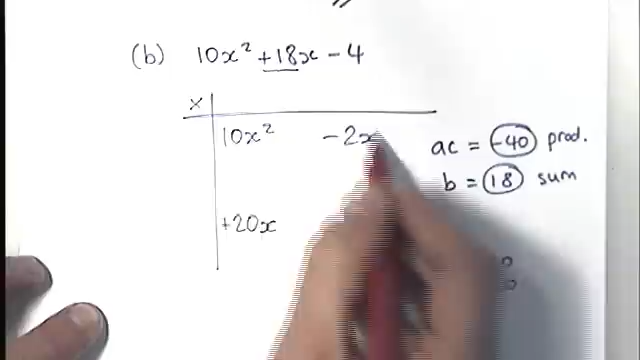 (b) 10x² +18x - 4
x
10x² -2x
+20x
ac = -40 prod.
b = 18 sum